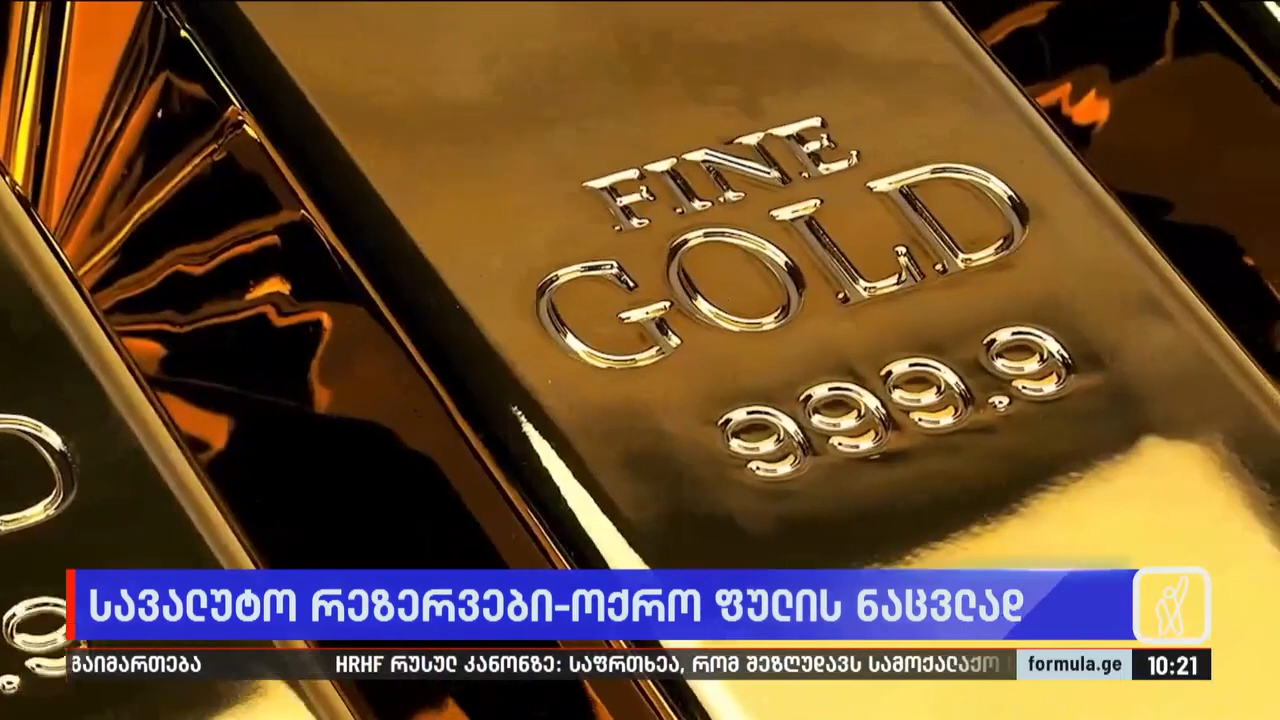 FINE
GOLD
999.9
სავალუტო რეზერვები-ოქრო ფულის ნაცვლად
გაიმართება HRHF რუსულ კანონზე: საფრთხეა, რომ შეზღუდავს სამოქალაქო
formula.ge
10:21